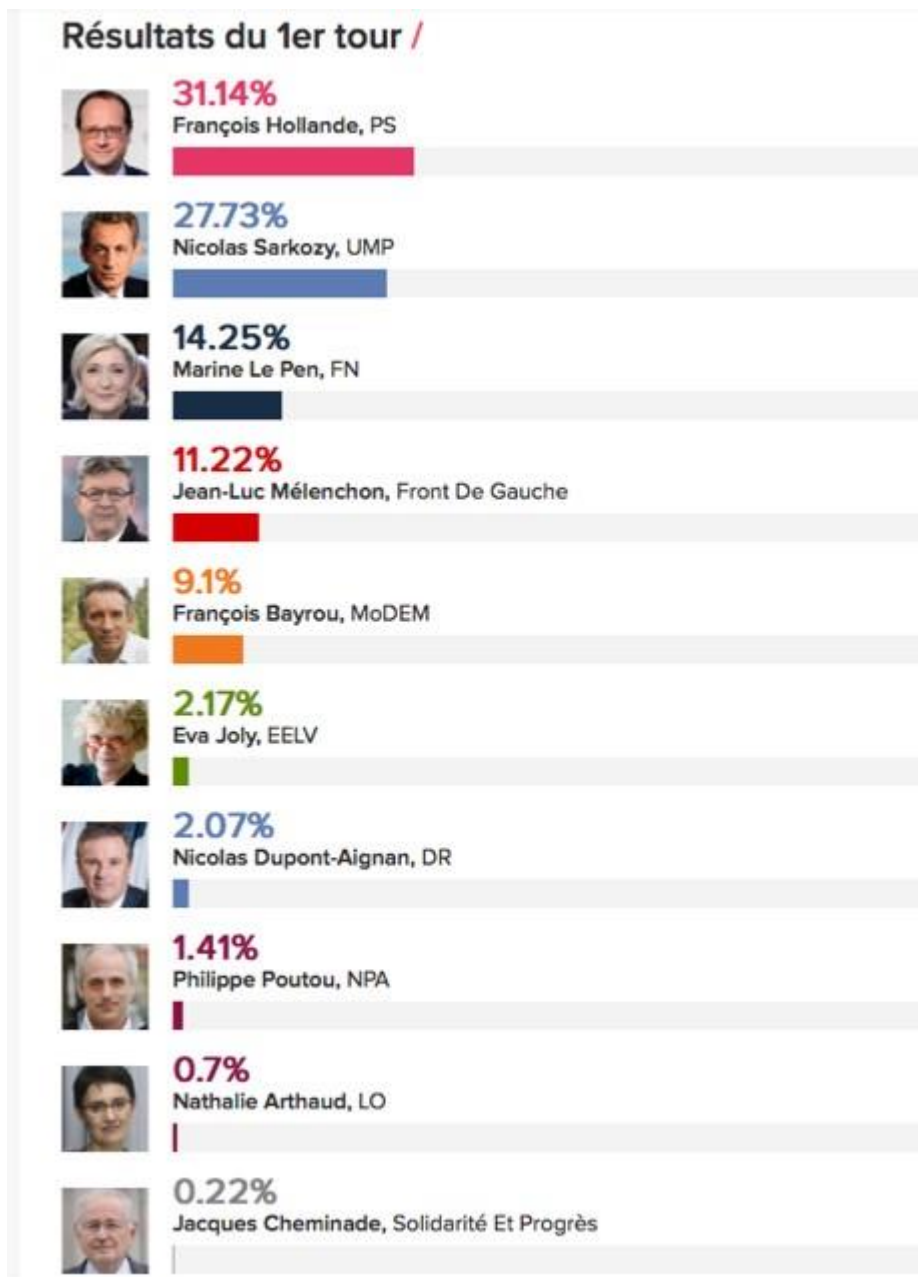 Résultats du 1er tour /
31.14%
François Hollande, PS
27.73%
Nicolas Sarkozy, UMP
14.25%
Marine Le Pen, FN
11.22%
Jean-Luc Mélenchon, Front De Gauche
9.1%
François Bayrou, MoDEM
2.17%
Eva Joly, EELV
2.07%
Nicolas Dupont-Aignan, DR
1.41%
Philippe Poutou, NPA
0.7%
Nathalie Arthaud, LO
0.22%
Jacques Cheminade, Solidarité Et Progrès